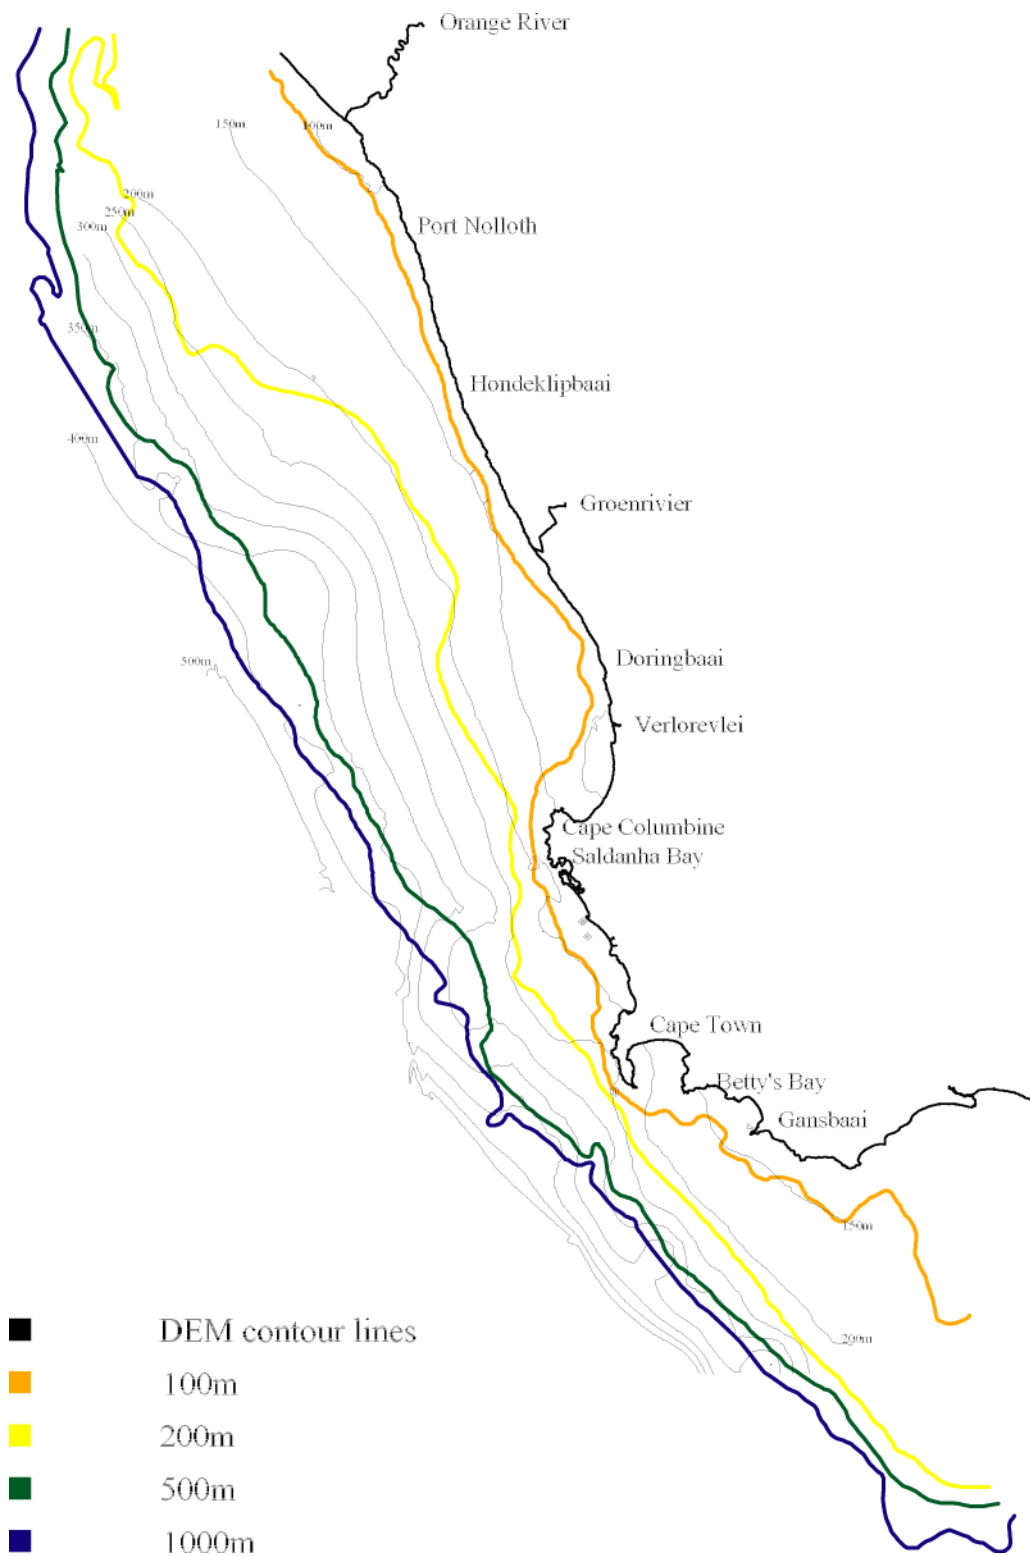 Orange River
150m
100m
200m
250m
300m
Port Nolloth
350m
Hondeklipbaai
400m
Groenrivier
500m
Doringbaai
Verlorevlei
Cape Columbine
Saldanha Bay
Cape Town
Betty's Bay
Gansbaai
150m
200m
DEM contour lines
100m
200m
500m
1000m